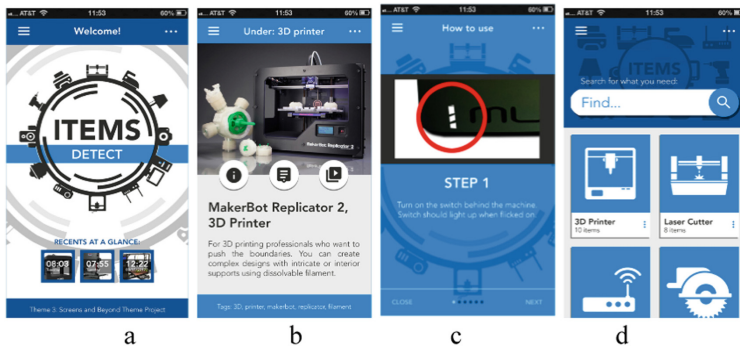 AT&T 11:53 60%
Welcome!
ITEMS
DETECT
RECENTS AT A GLANCE:
08:03
07:55
12:22
Theme 3: Screens and Beyond Theme Project
a
AT&T 11:53 60%
Under: 3D printer
MakerBot Replicator 2
MakerBot Replicator 2,
3D Printer
For 3D printing professionals who want to
push the boundaries. You can create
complex designs with intricate or interior
supports using dissolvable filament.
Tags: 3D, printer, makerbot, replicator, filament
b
AT&T 11:53 60%
How to use
STEP 1
Turn on the switch behind the machine.
Switch should light up when flicked on.
CLOSE
NEXT
c
AT&T 11:53 60%
ITEMS
Search for what you need:
Find...
3D Printer
10 items
Laser Cutter
8 items
d